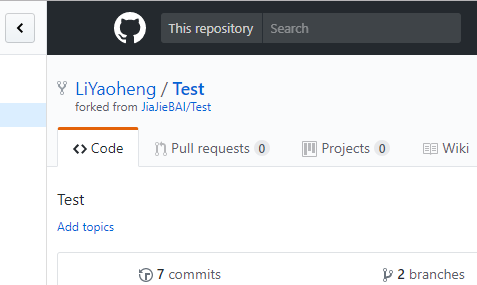 This repository Search
LiYaoheng / Test
forked from JiaJieBAI/Test
Code Pull requests 0 Projects 0 Wiki
Test
Add topics
7 commits 2 branches